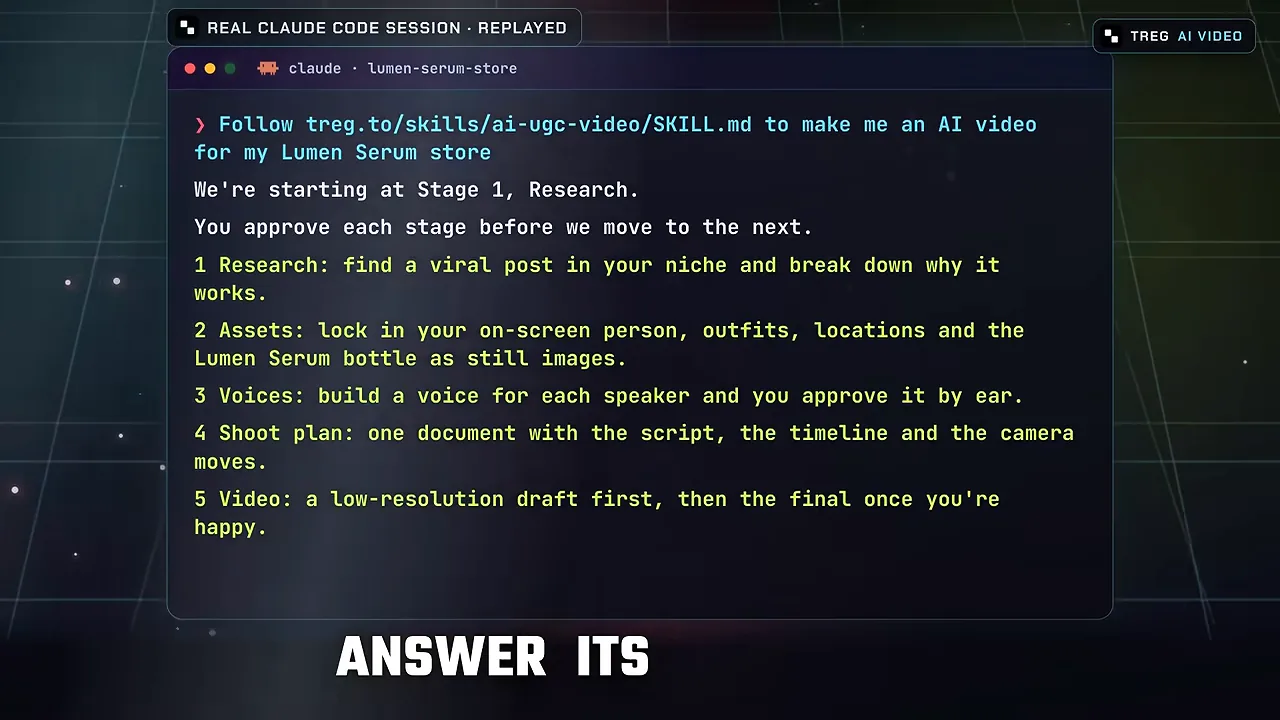 REAL CLAUDE CODE SESSION · REPLAYED
TREG AI VIDEO
claude · lumen-serum-store
❯ Follow treg.to/skills/ai-ugc-video/SKILL.md to make me an AI video
for my Lumen Serum store
We're starting at Stage 1, Research.
You approve each stage before we move to the next.
1 Research: find a viral post in your niche and break down why it
works.
2 Assets: lock in your on-screen person, outfits, locations and the
Lumen Serum bottle as still images.
3 Voices: build a voice for each speaker and you approve it by ear.
4 Shoot plan: one document with the script, the timeline and the camera
moves.
5 Video: a low-resolution draft first, then the final once you're
happy.
ANSWER ITS